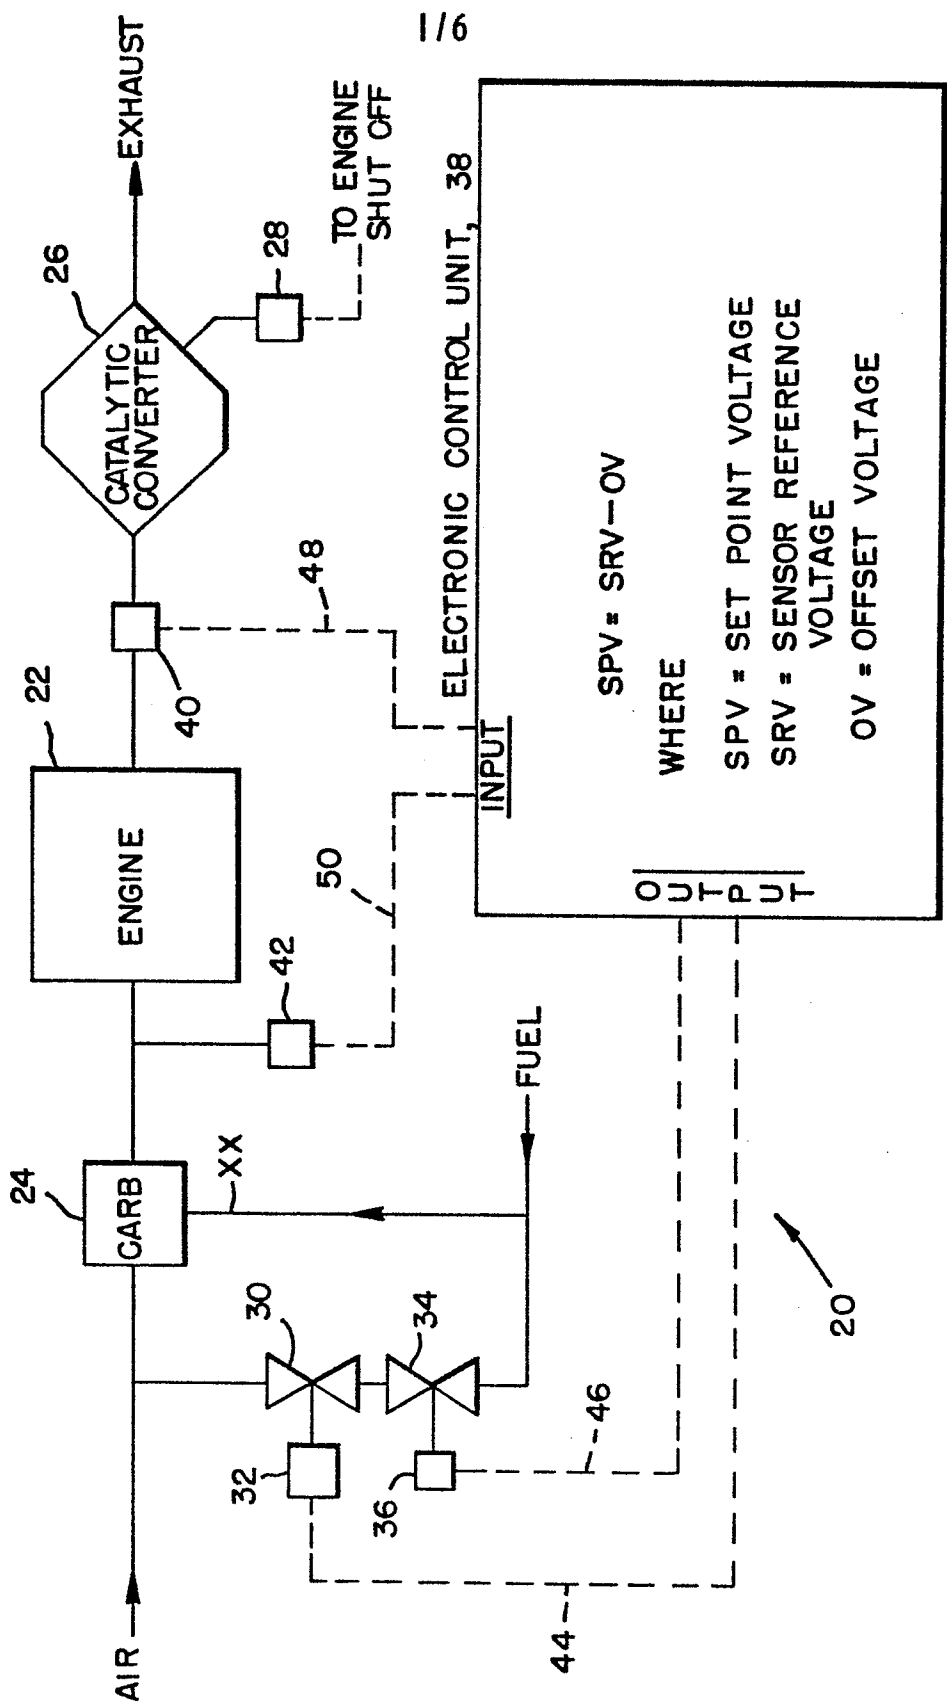 1/6
AIR
24
CARB
22
ENGINE
26
CATALYTIC
CONVERTER
EXHAUST
XX
42
40
28
30
32
34
36
50
48
TO ENGINE
SHUT OFF
FUEL
46
44
20
ELECTRONIC CONTROL UNIT, 38
INPUT
OUTPUT
SPV = SRV-OV
WHERE
SPV = SET POINT VOLTAGE
SRV = SENSOR REFERENCE
VOLTAGE
OV = OFFSET VOLTAGE